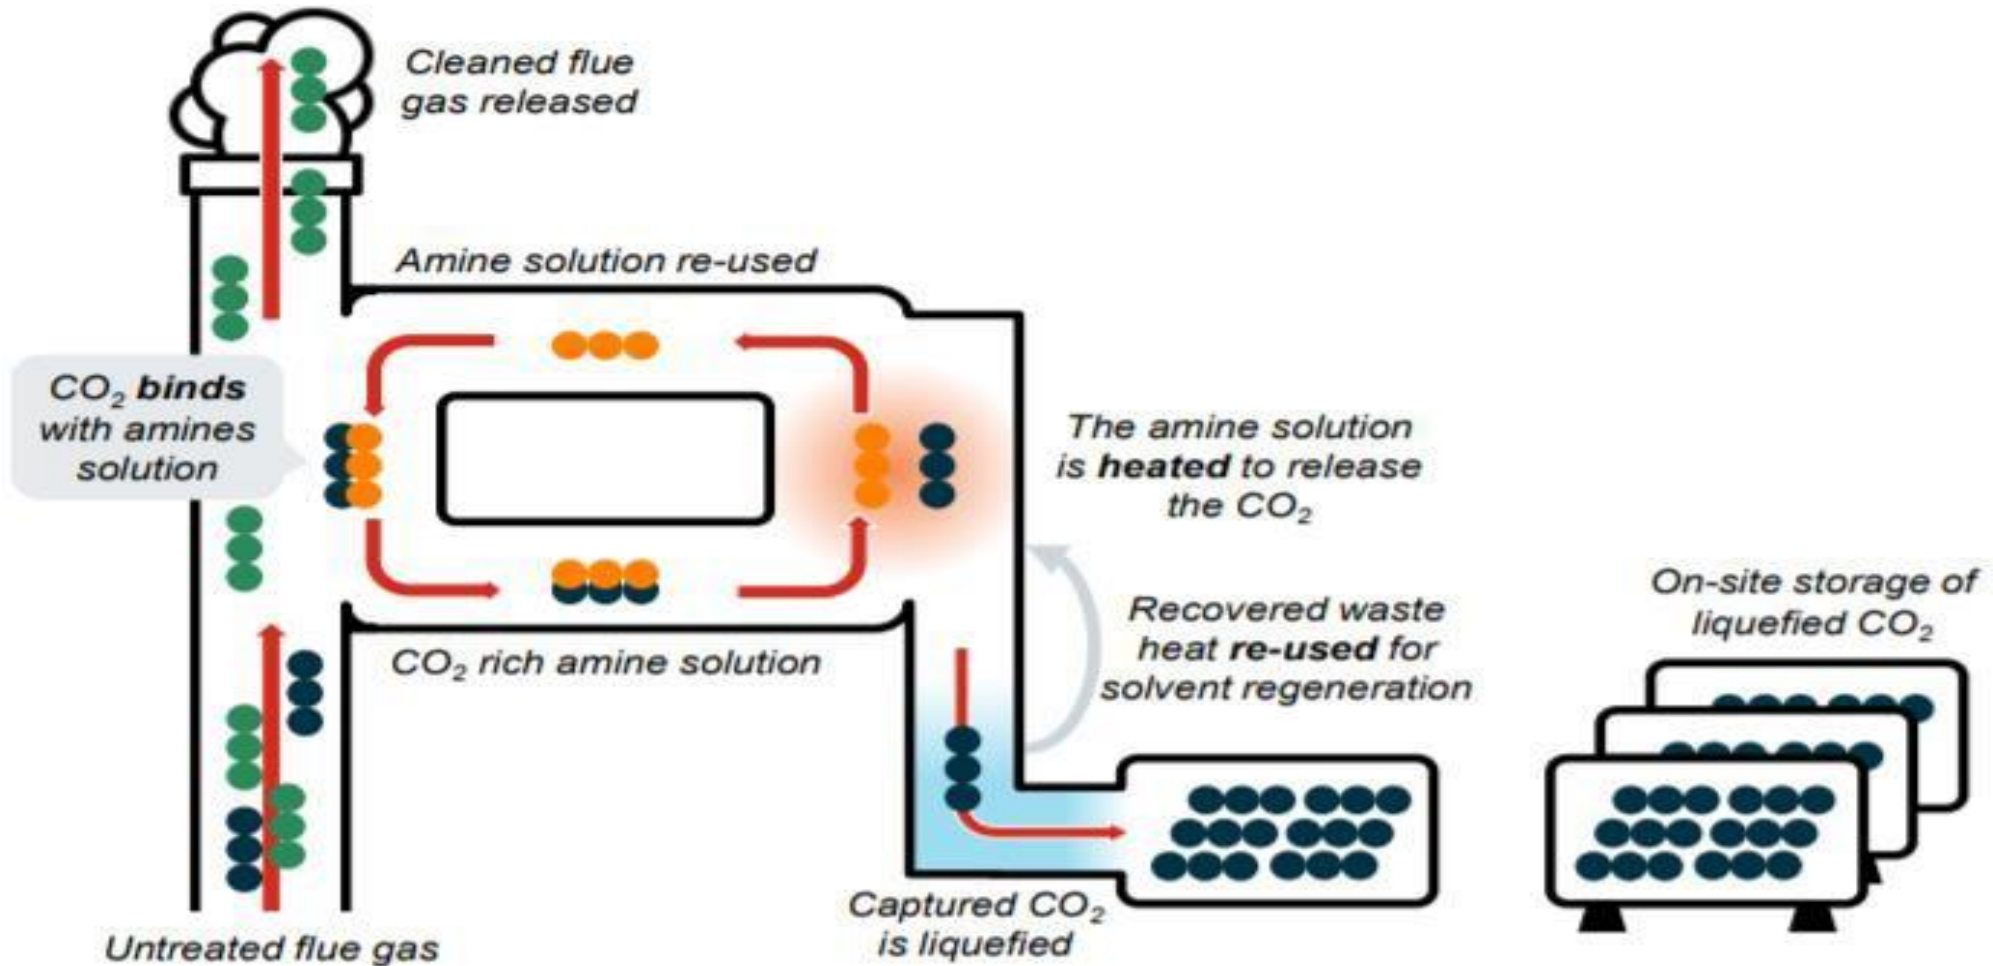 Cleaned flue
gas released
Amine solution re-used
CO₂ binds
with amines
solution
The amine solution
is heated to release
the CO₂
CO₂ rich amine solution
Recovered waste
heat re-used for
solvent regeneration
On-site storage of
liquefied CO₂
Captured CO₂
is liquefied
Untreated flue gas